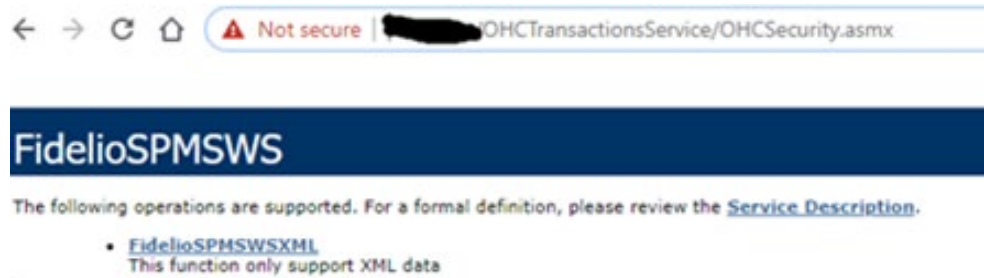 Not secure | /OHCTransactionsService/OHCSecurity.asmx
FidelioSPMSWS
The following operations are supported. For a formal definition, please review the Service Description.
• FidelioSPMSWSXML
This function only support XML data